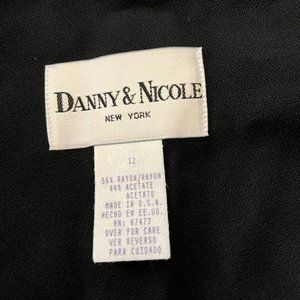 DANNY & NICOLE
NEW YORK
12
56% RAYON/RAYON
44% ACETATE
ACETATO
MADE IN U.S.A.
HECHO EN EE.UU.
RN: 67473
OVER FOR CARE
VER REVERSO
PARA CUIDADO